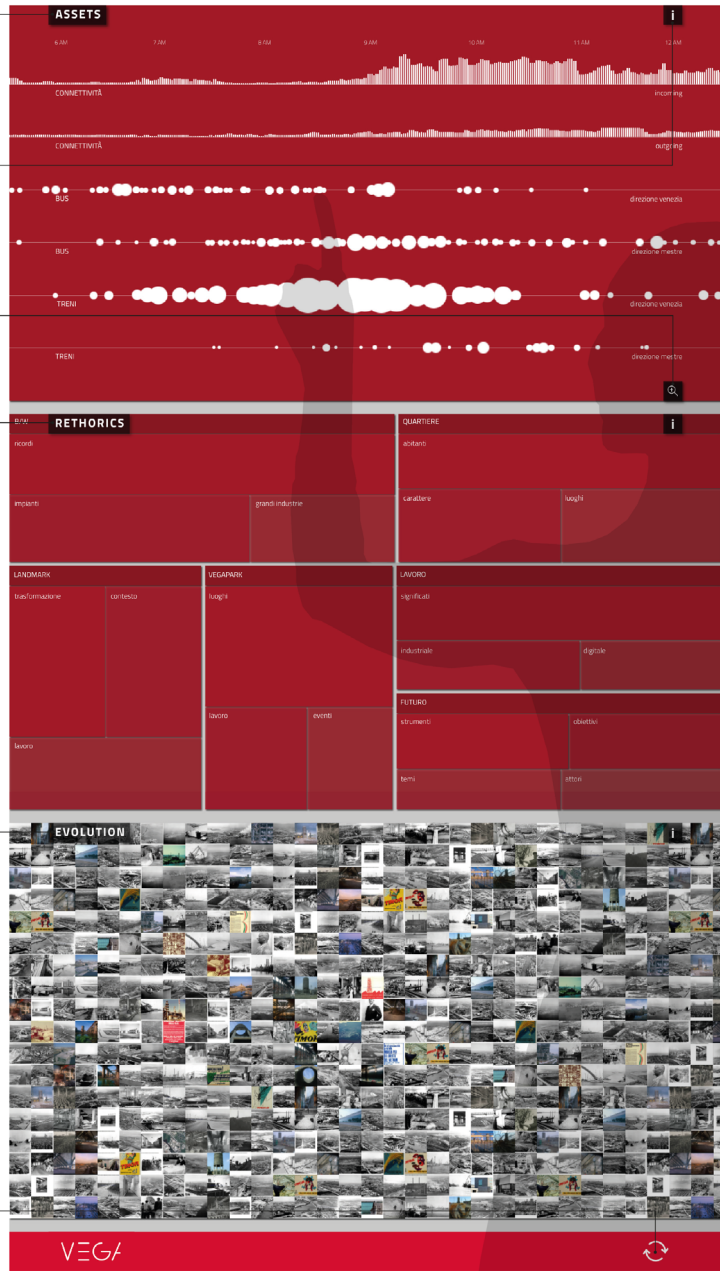 ASSETS
i
6 AM 7 AM 8 AM 9 AM 10 AM 11 AM 12 AM
CONNETTIVITÀ incoming
CONNETTIVITÀ outgoing
BUS direzione venezia
BUS direzione mestre
TRENI direzione venezia
TRENI direzione mestre
RETHORICS
i
QUARTIERE
ricordi
abitanti
impianti
grandi industrie
carattere
luoghi
LANDMARK
VEGAPARK
LAVORO
trasformazione
contesto
luoghi
significati
industriale
digitale
FUTURO
lavoro
eventi
strumenti
obiettivi
lavoro
temi
attori
EVOLUTION
i
VEGA